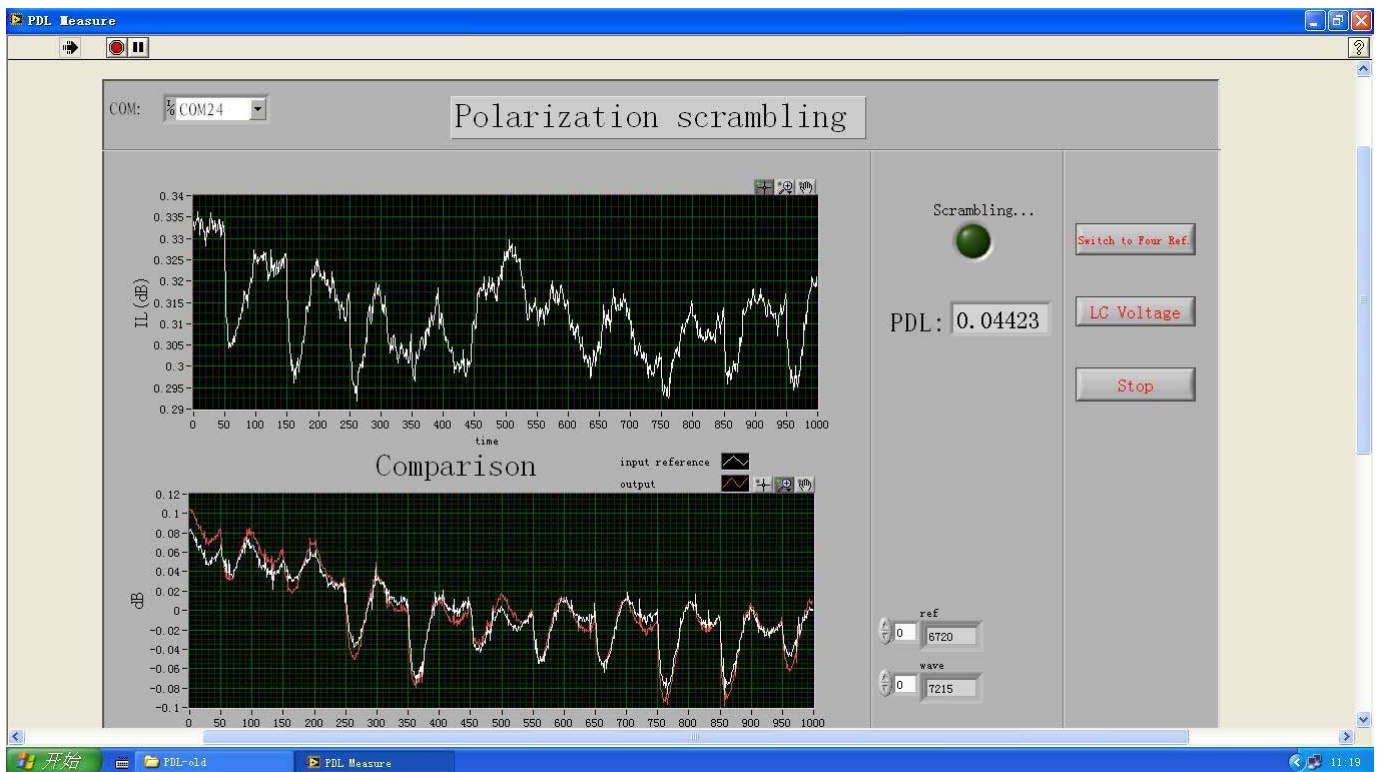 PDL Measure
COM:
COM24
Polarization scrambling
0.34
0.335
0.33
0.325
0.32
0.315
0.31
0.305
0.3
0.295
0.29
IL (dB)
0 50 100 150 200 250 300 350 400 450 500 550 600 650 700 750 800 850 900 950 1000
time
Scrambling...
PDL: 0.04423
Switch to Four Ref.
LC Voltage
Stop
Comparison
input reference
output
0.12
0.1
0.08
0.06
0.04
0.02
0
-0.02
-0.04
-0.06
-0.08
-0.1
dB
0 50 100 150 200 250 300 350 400 450 500 550 600 650 700 750 800 850 900 950 1000
ref
0 6720
wave
0 7215
开始
PDL-old
PDL Measure
11:19